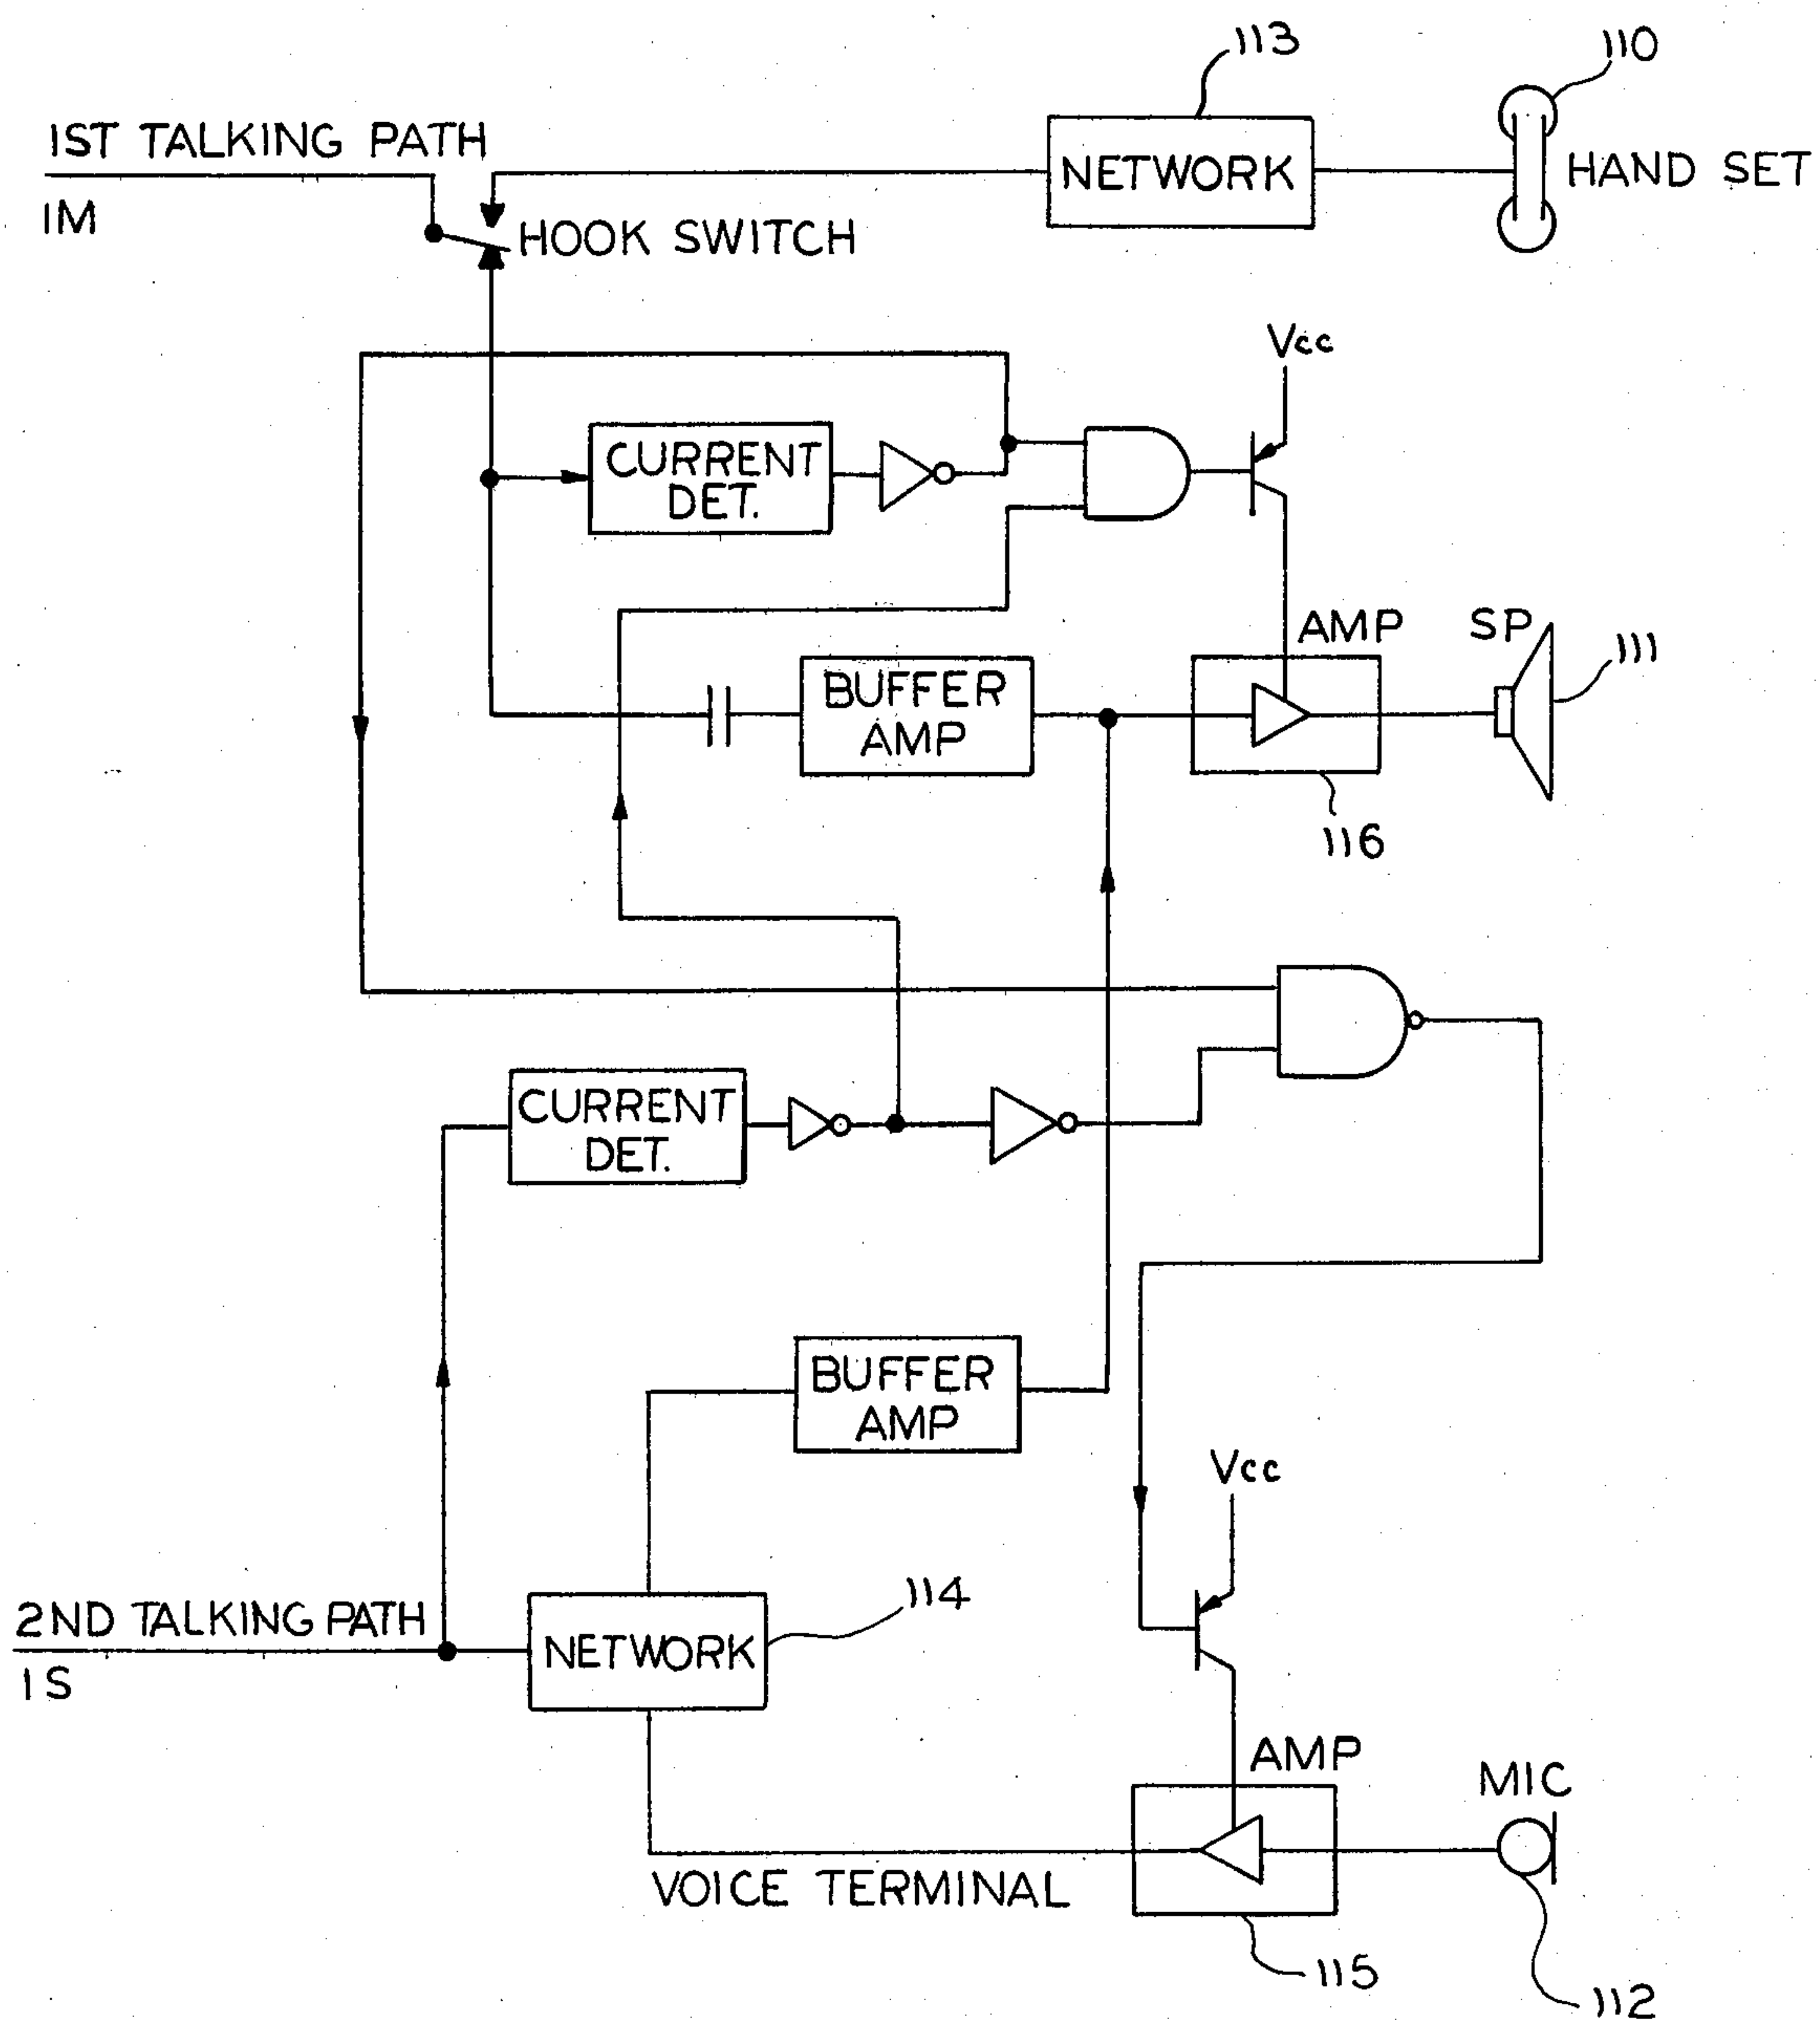 113
110
1ST TALKING PATH
NETWORK
HAND SET
1M
HOOK SWITCH
Vcc
CURRENT
DET.
AMP
SP
111
BUFFER
AMP
116
CURRENT
DET.
BUFFER
AMP
Vcc
114
2ND TALKING PATH
NETWORK
1S
AMP
MIC
VOICE TERMINAL
115
112